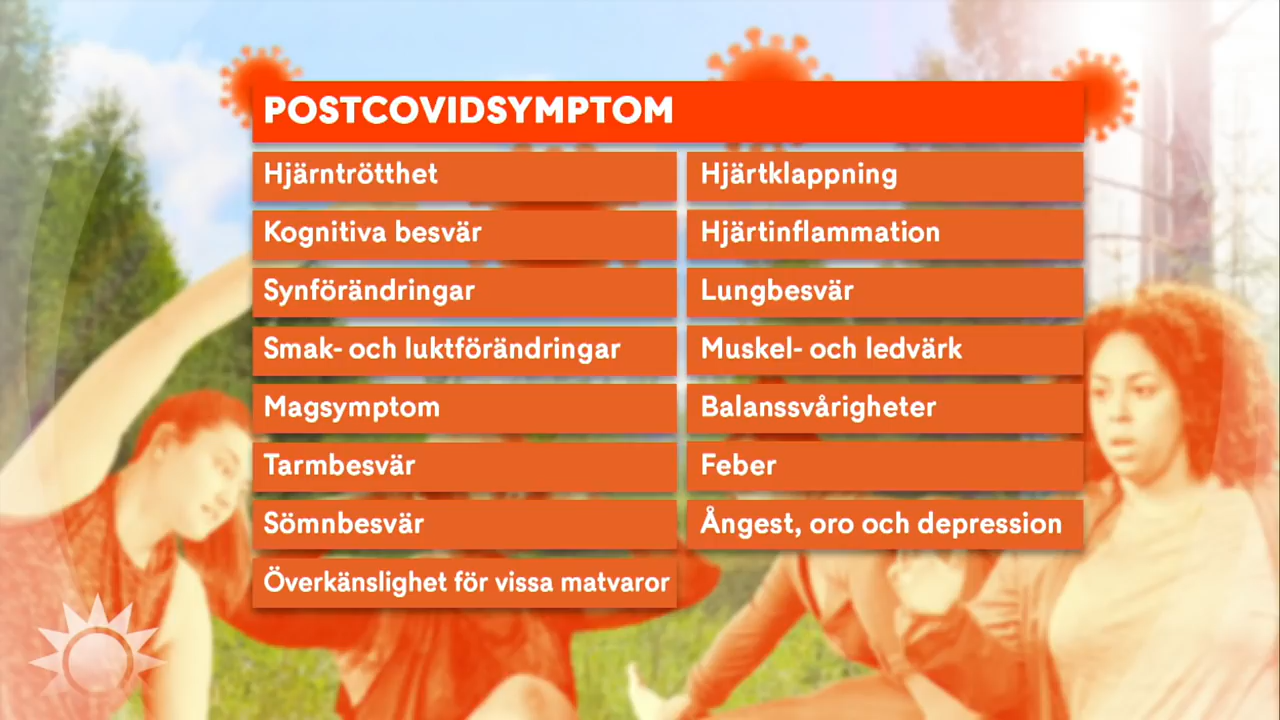 POSTCOVIDSYMPTOM
Hjärntrötthet
Kognitiva besvär
Synförändringar
Smak- och luktförändringar
Magsymptom
Tarmbesvär
Sömnbesvär
Överkänslighet för vissa matvaror
Hjärtklappning
Hjärtinflammation
Lungbesvär
Muskel- och ledvärk
Balanssvårigheter
Feber
Ångest, oro och depression